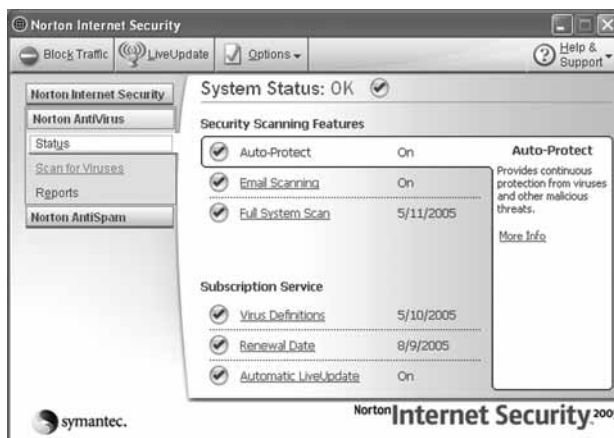 Norton Internet Security
Block Traffic LiveUpdate Options Help & Support
Norton Internet Security
Norton AntiVirus
Status
Scan for Viruses
Reports
Norton AntiSpam
System Status: OK
Security Scanning Features
Auto-Protect On
Email Scanning On
Full System Scan 5/11/2005
Subscription Service
Virus Definitions 5/10/2005
Renewal Date 8/9/2005
Automatic LiveUpdate On
Auto-Protect
Provides continuous
protection from viruses
and other malicious
threats.
More Info
symantec.
Norton Internet Security